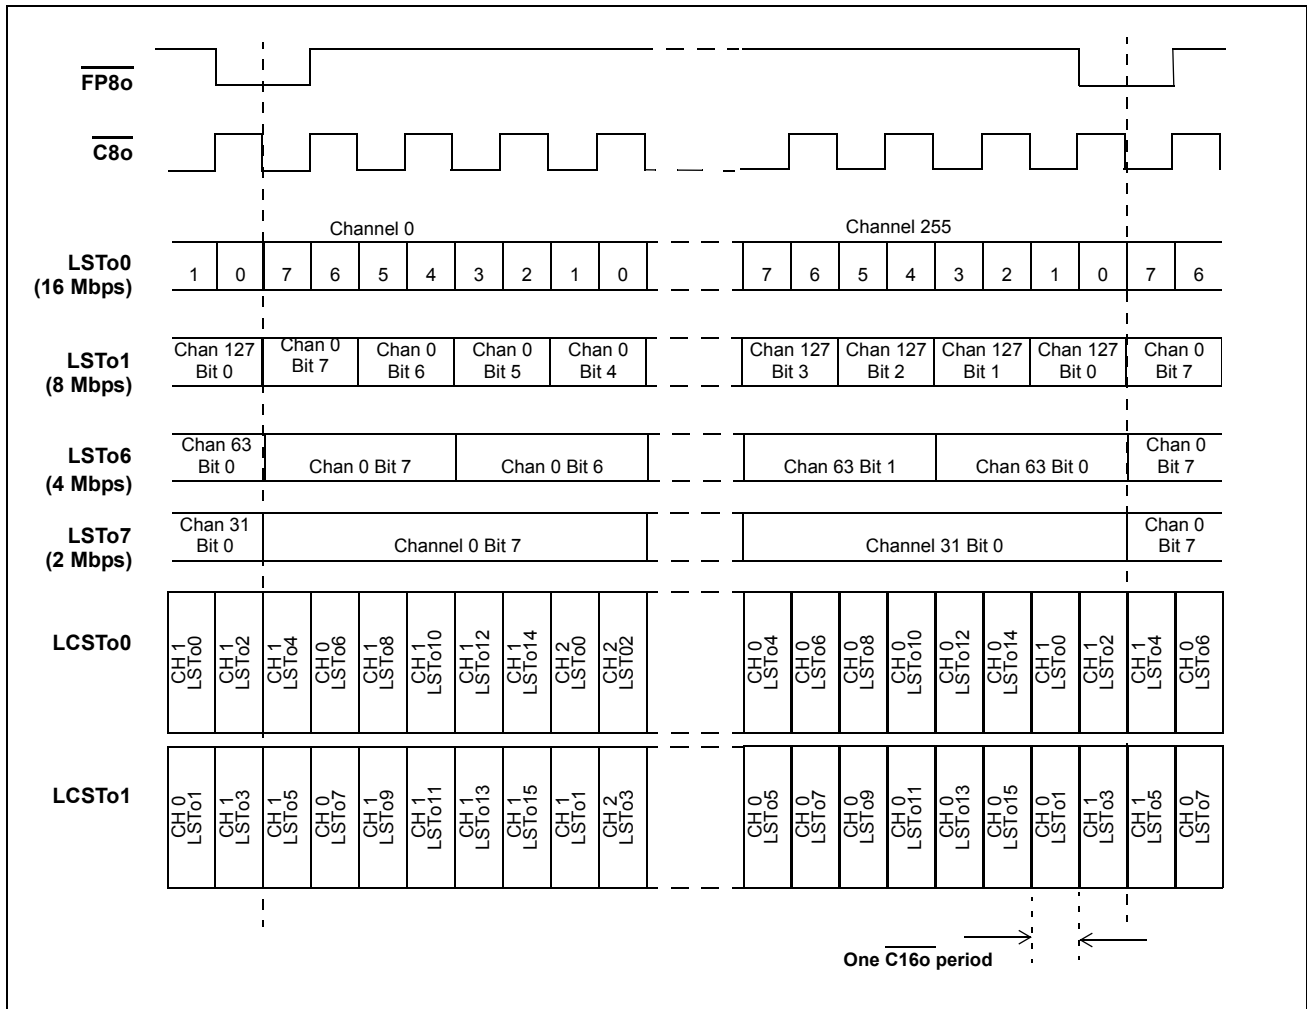 FP8o
C8o
Channel 0
Channel 255
LSTo0
(16 Mbps)
1 0 7 6 5 4 3 2 1 0 7 6 5 4 3 2 1 0 7 6
LSTo1
(8 Mbps)
Chan 127 Bit 0
Chan 0 Bit 7
Chan 0 Bit 6
Chan 0 Bit 5
Chan 0 Bit 4
Chan 127 Bit 3
Chan 127 Bit 2
Chan 127 Bit 1
Chan 127 Bit 0
Chan 0 Bit 7
LSTo6
(4 Mbps)
Chan 63 Bit 0
Chan 0 Bit 7
Chan 0 Bit 6
Chan 63 Bit 1
Chan 63 Bit 0
Chan 0 Bit 7
LSTo7
(2 Mbps)
Chan 31 Bit 0
Channel 0 Bit 7
Channel 31 Bit 0
Chan 0 Bit 7
LCSTo0
CH 1 LSTo0
CH 1 LSTo2
CH 1 LSTo4
CH 0 LSTo6
CH 1 LSTo8
CH 1 LSTo10
CH 1 LSTo12
CH 1 LSTo14
CH 2 LSTo0
CH 2 LST02
CH 0 LSTo4
CH 0 LSTo6
CH 0 LSTo8
CH 0 LSTo10
CH 0 LSTo12
CH 0 LSTo14
CH 1 LSTo0
CH 1 LSTo2
CH 1 LSTo4
CH 0 LSTo6
LCSTo1
CH 0 LSTo1
CH 1 LSTo3
CH 1 LSTo5
CH 0 LSTo7
CH 1 LSTo9
CH 1 LSTo11
CH 1 LSTo13
CH 1 LSTo15
CH 1 LSTo1
CH 2 LSTo3
CH 0 LSTo5
CH 0 LSTo7
CH 0 LSTo9
CH 0 LSTo11
CH 0 LSTo13
CH 0 LSTo15
CH 0 LSTo1
CH 1 LSTo3
CH 1 LSTo5
CH 0 LSTo7
One C16o period